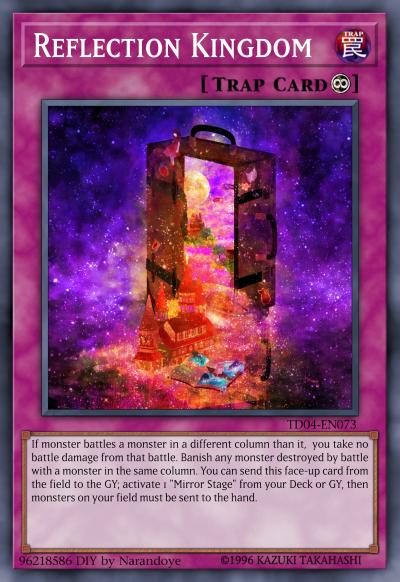 REFLECTION KINGDOM
TRAP
罠
[TRAP CARD ]
TD04-EN073
If monster battles a monster in a different column than it, you take no
battle damage from that battle. Banish any monster destroyed by battle
with a monster in the same column. You can send this face-up card from
the field to the GY; activate 1 "Mirror Stage" from your Deck or GY, then
monsters on your field must be sent to the hand.
96218586 DIY by Narandoye
©1996 KAZUKI TAKAHASHI